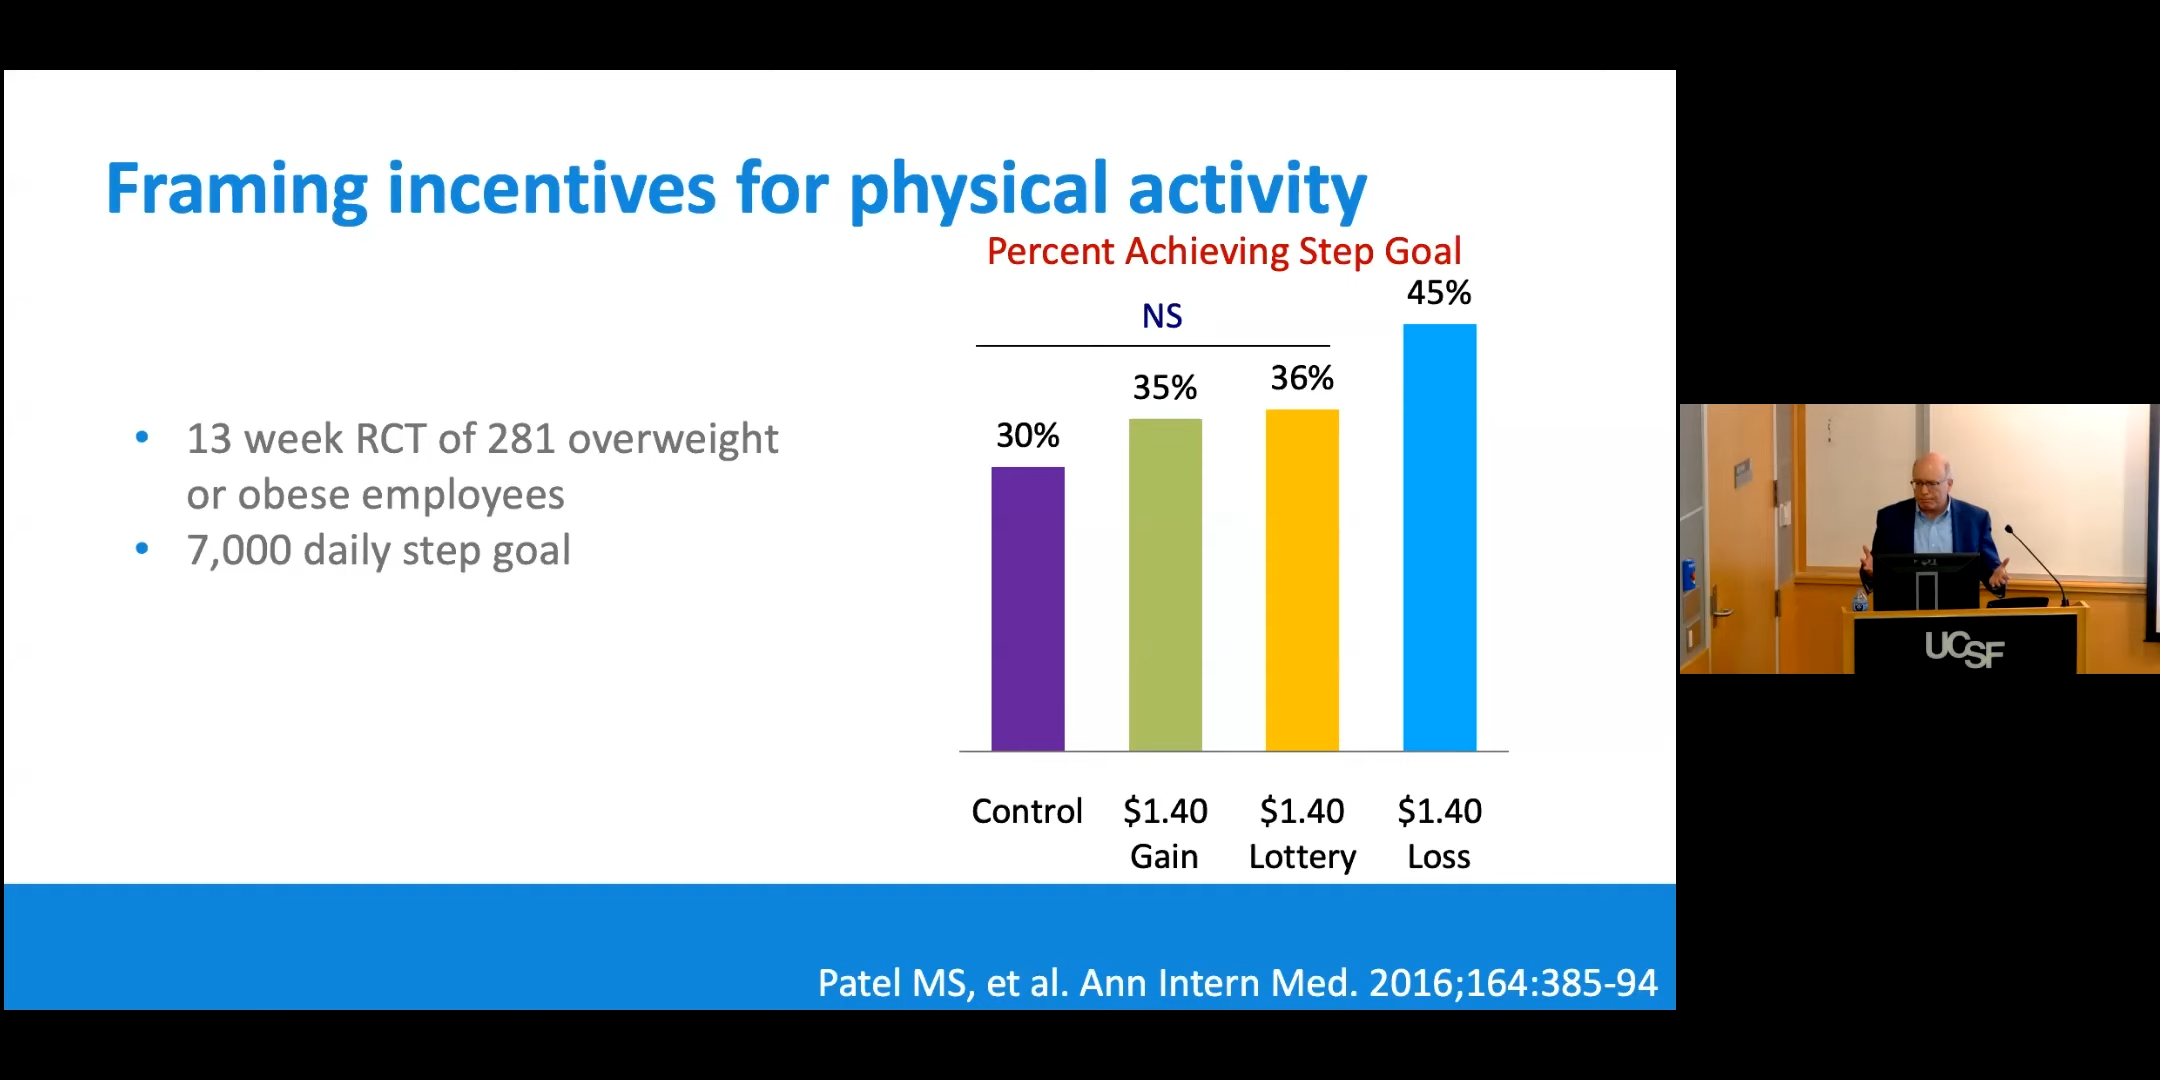 Framing incentives for physical activity
Percent Achieving Step Goal
45%
NS
36%
35%
30%
• 13 week RCT of 281 overweight
or obese employees
• 7,000 daily step goal
Control $1.40 $1.40 $1.40
Gain Lottery Loss
Patel MS, et al. Ann Intern Med. 2016;164:385-94
UCSF